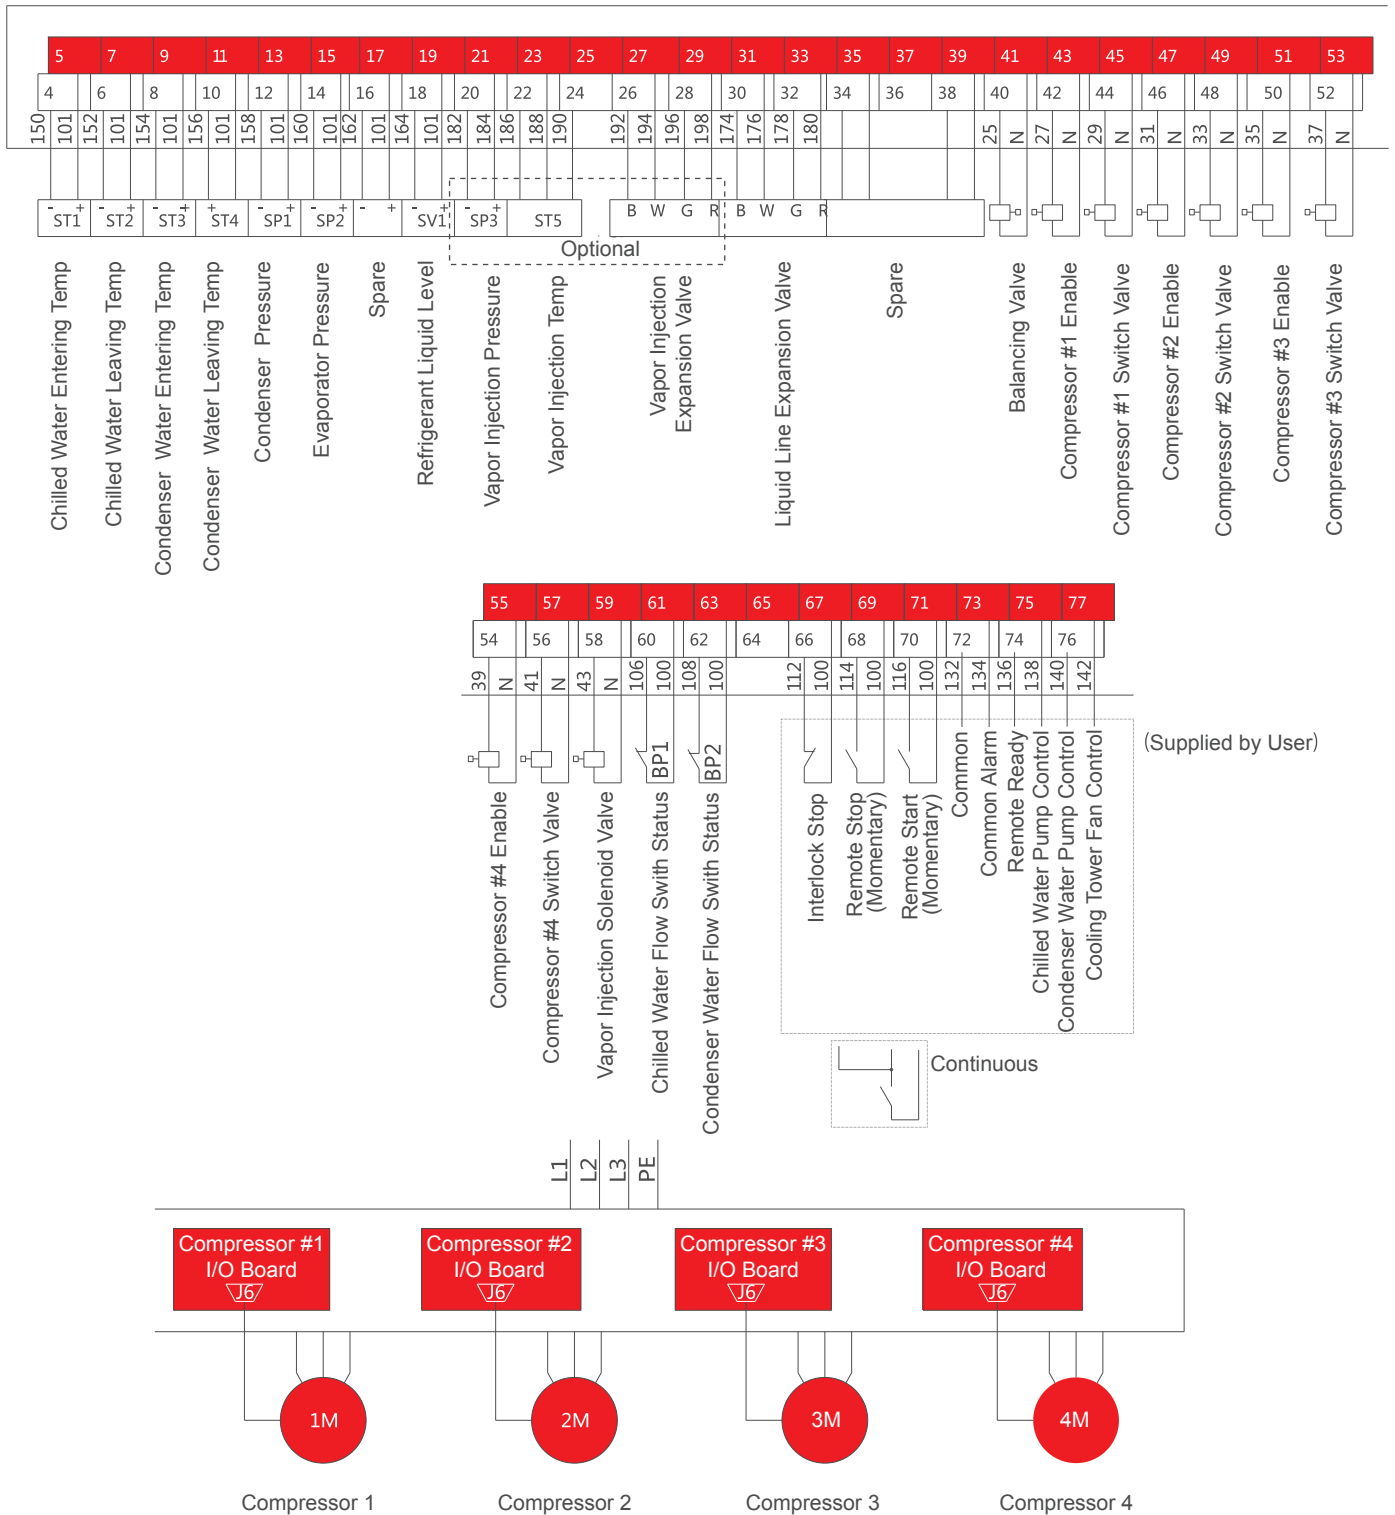 5 7 9 11 13 15 17 19 21 23 25 27 29 31 33 35 37 39 41 43 45 47 49 51 53
4 6 8 10 12 14 16 18 20 22 24 26 28 30 32 34 36 38 40 42 44 46 48 50 52
150 101 152 101 154 101 156 101 158 101 160 101 162 101 164 101 182 184 186 188 190 192 194 196 198 174 176 178 180 25 N 27 N 29 N 31 N 33 N 35 N 37 N
- + - + - + + - + - + - + - + - + B W G R B W G R
ST1 ST2 ST3 ST4 SP1 SP2 SV1 SP3 ST5
Optional
Chilled Water Entering Temp
Chilled Water Leaving Temp
Condenser Water Entering Temp
Condenser Water Leaving Temp
Condenser Pressure
Evaporator Pressure
Spare
Refrigerant Liquid Level
Vapor Injection Pressure
Vapor Injection Temp
Vapor Injection
Expansion Valve
Liquid Line Expansion Valve
Spare
Balancing Valve
Compressor #1 Enable
Compressor #1 Switch Valve
Compressor #2 Enable
Compressor #2 Switch Valve
Compressor #3 Enable
Compressor #3 Switch Valve
55 57 59 61 63 65 67 69 71 73 75 77
54 56 58 60 62 64 66 68 70 72 74 76
39 N 41 N 43 N 106 100 108 100 112 100 114 100 116 100 132 134 136 138 140 142
BP1
BP2
(Supplied by User)
Compressor #4 Enable
Compressor #4 Switch Valve
Vapor Injection Solenoid Valve
Chilled Water Flow Swith Status
Condenser Water Flow Swith Status
Interlock Stop
Remote Stop
(Momentary)
Remote Start
(Momentary)
Common
Common Alarm
Remote Ready
Chilled Water Pump Control
Condenser Water Pump Control
Cooling Tower Fan Control
Continuous
L1 L2 L3 PE
Compressor #1
I/O Board
J6
Compressor #2
I/O Board
J6
Compressor #3
I/O Board
J6
Compressor #4
I/O Board
J6
1M 2M 3M 4M
Compressor 1 Compressor 2 Compressor 3 Compressor 4